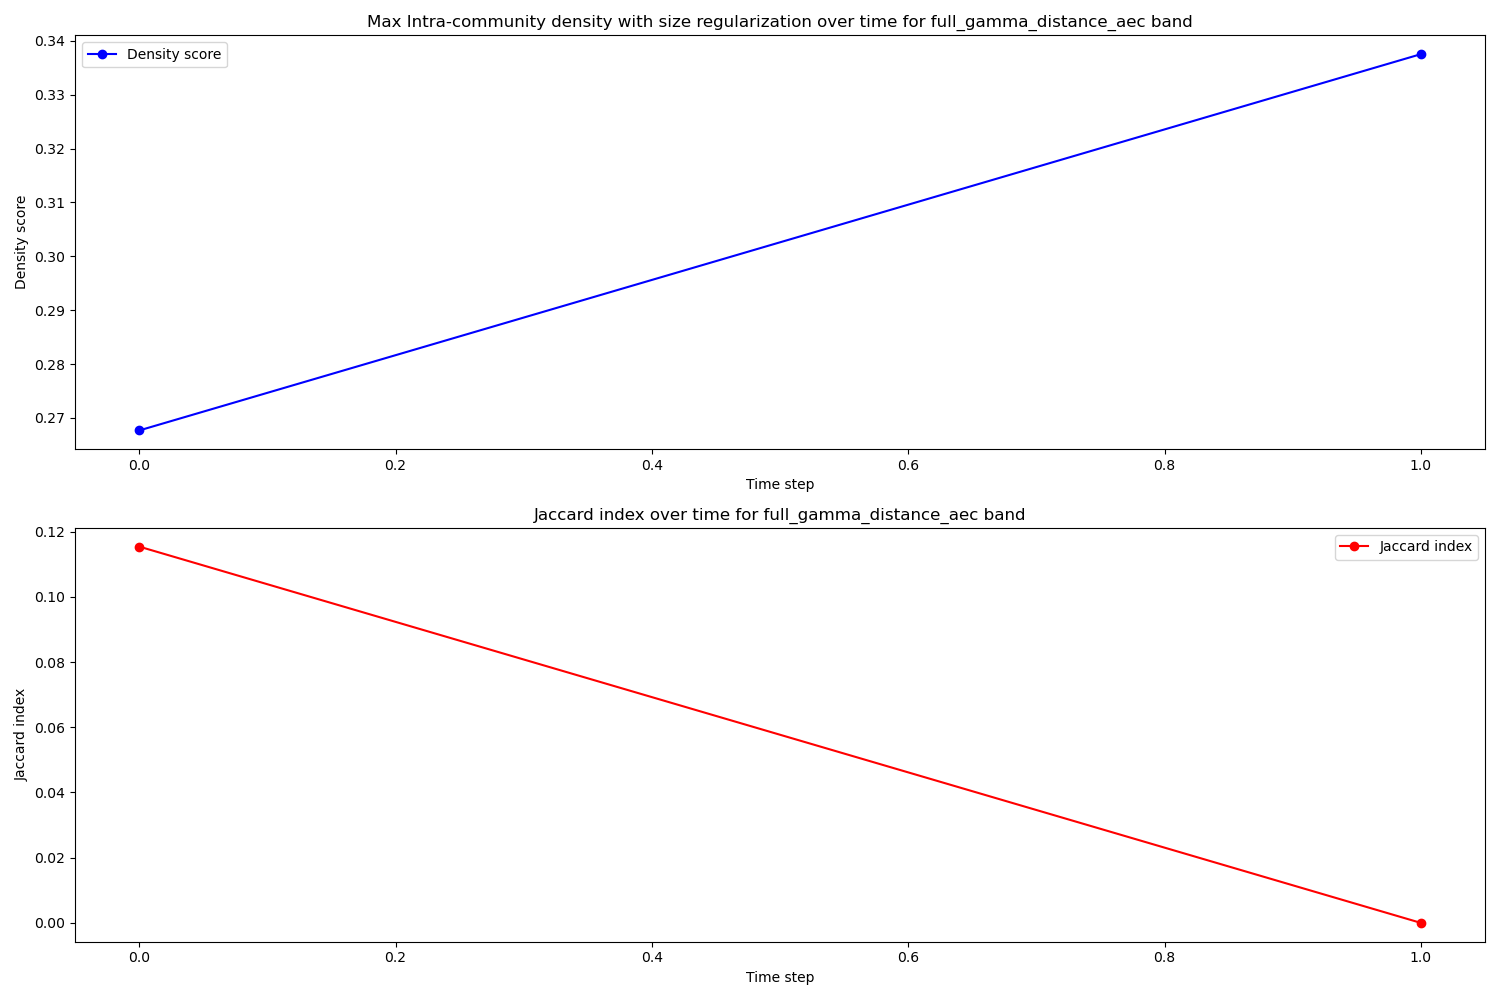 Max Intra-community density with size regularization over time for full_gamma_distance_aec band
Density score
0.34
0.33
0.32
0.31
0.30
0.29
0.28
0.27
Density score
0.0 0.2 0.4 0.6 0.8 1.0
Time step
Jaccard index over time for full_gamma_distance_aec band
Jaccard index
0.12
0.10
0.08
0.06
0.04
0.02
0.00
Jaccard index
0.0 0.2 0.4 0.6 0.8 1.0
Time step